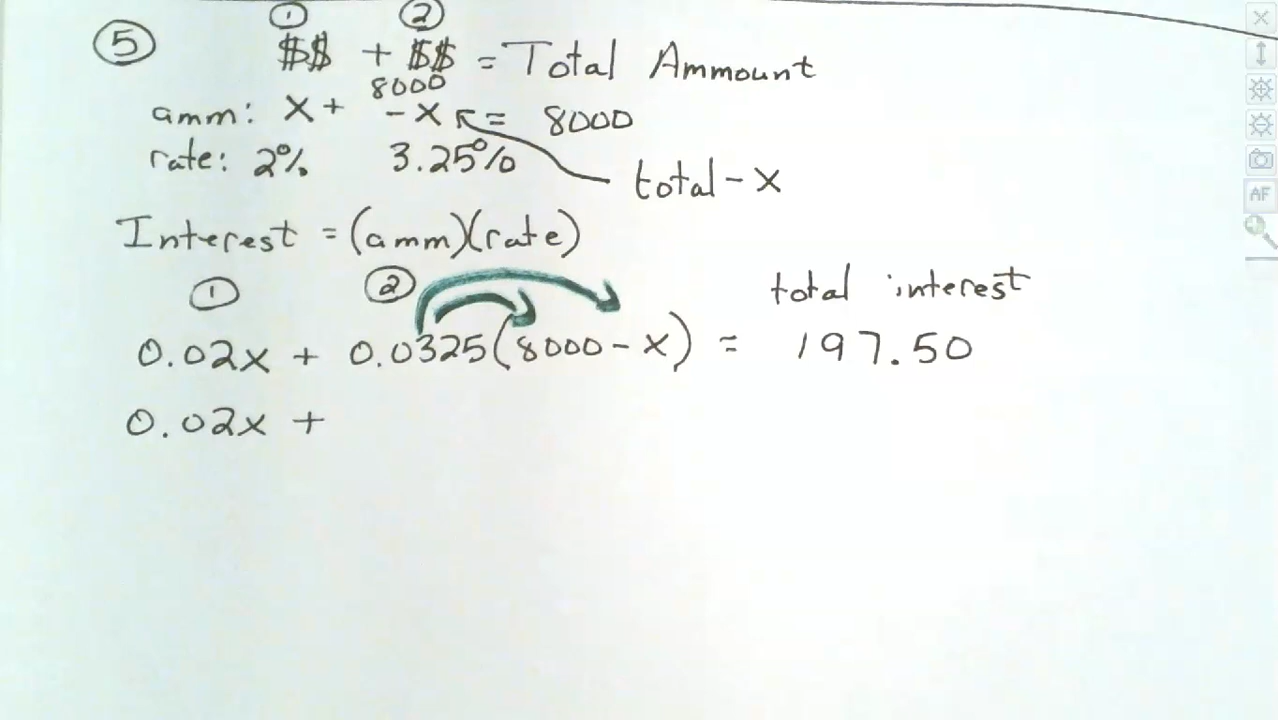 ① ②
⑤ $$ + $$ = Total Ammount
8000
amm: x + - x = 8000
rate: 2% 3.25% total - x
Interest = (amm)(rate)
① ② total interest
0.02x + 0.0325(8000 - x) = 197.50
0.02x +
AF